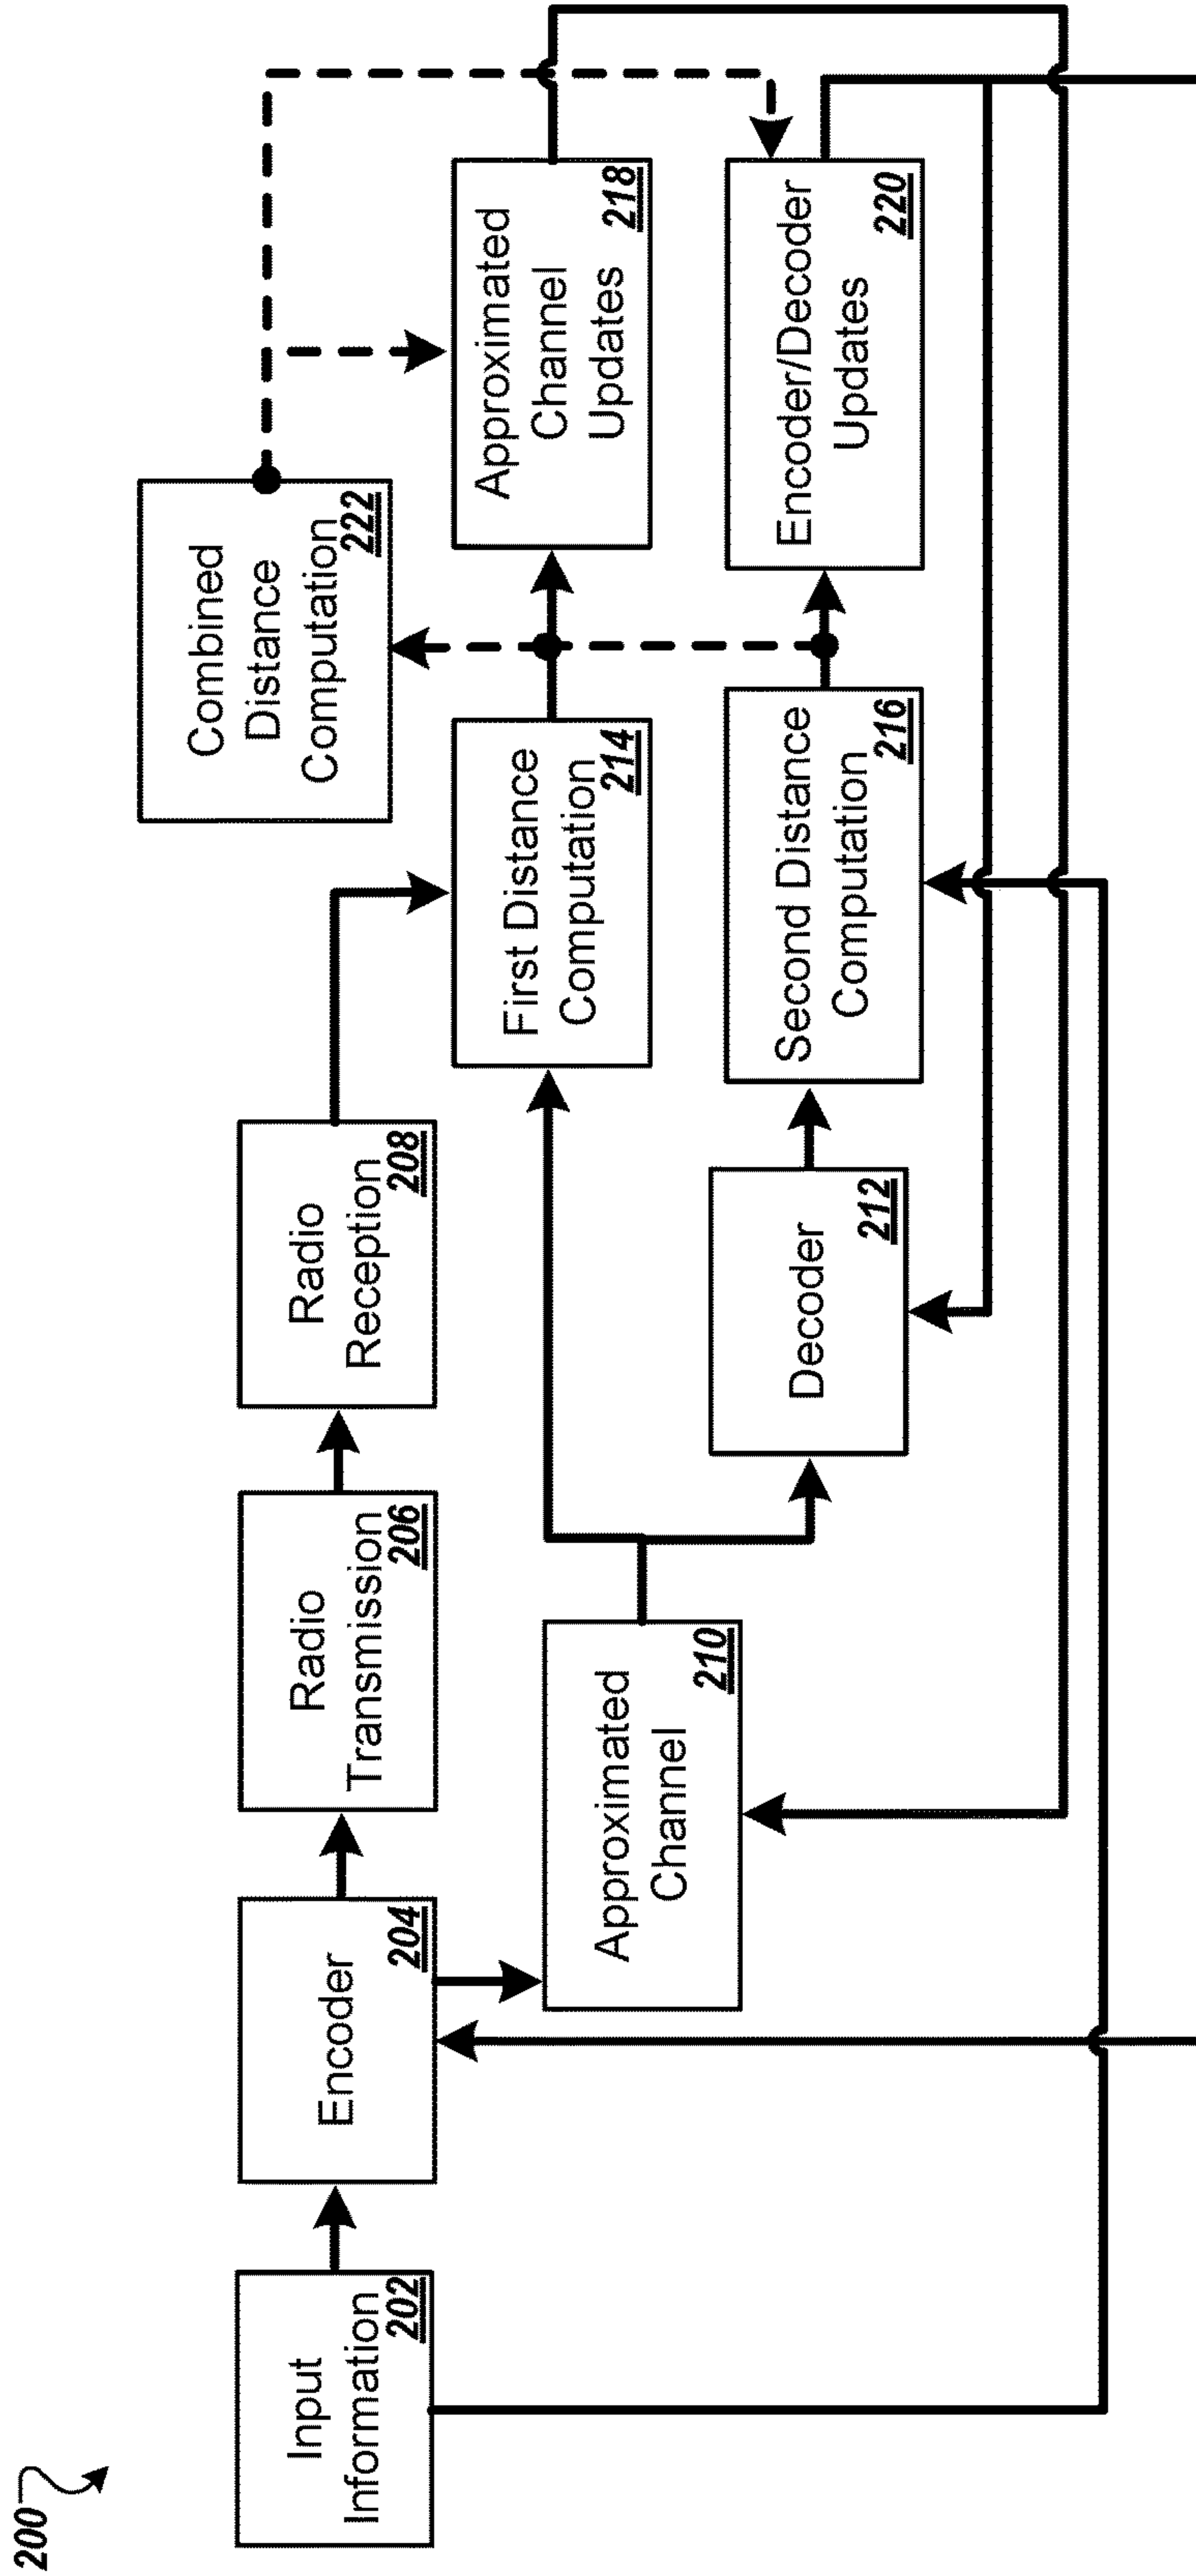 200
Input
Information
202
Encoder
204
Radio
Transmission
206
Radio
Reception
208
Combined
Distance
Computation
222
Approximated
Channel
210
First Distance
Computation
214
Approximated
Channel
Updates
218
Decoder
212
Second Distance
Computation
216
Encoder/Decoder
Updates
220